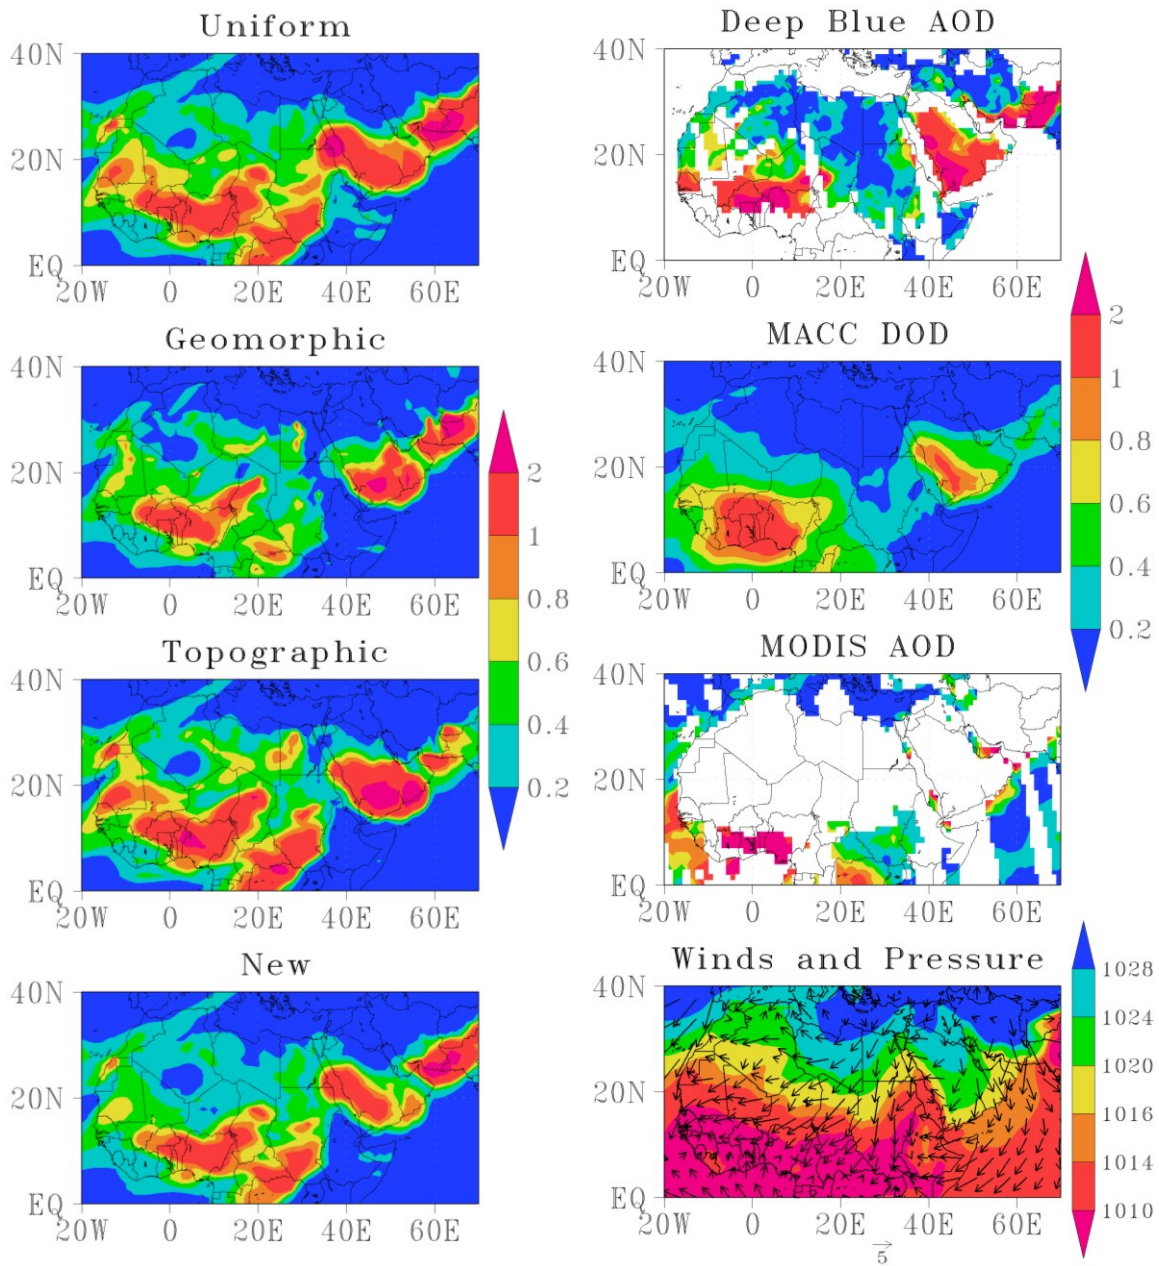 Uniform
40N
20N
EQ
20W 0 20E 40E 60E
Geomorphic
40N
20N
EQ
20W 0 20E 40E 60E
Topographic
40N
20N
EQ
20W 0 20E 40E 60E
New
40N
20N
EQ
20W 0 20E 40E 60E
2
1
0.8
0.6
0.4
0.2
Deep Blue AOD
40N
20N
EQ
20W 0 20E 40E 60E
MACC DOD
40N
20N
EQ
20W 0 20E 40E 60E
2
1
0.8
0.6
0.4
0.2
MODIS AOD
40N
20N
EQ
20W 0 20E 40E 60E
Winds and Pressure
40N
20N
EQ
20W 0 20E 40E 60E
5
1028
1024
1020
1016
1014
1010